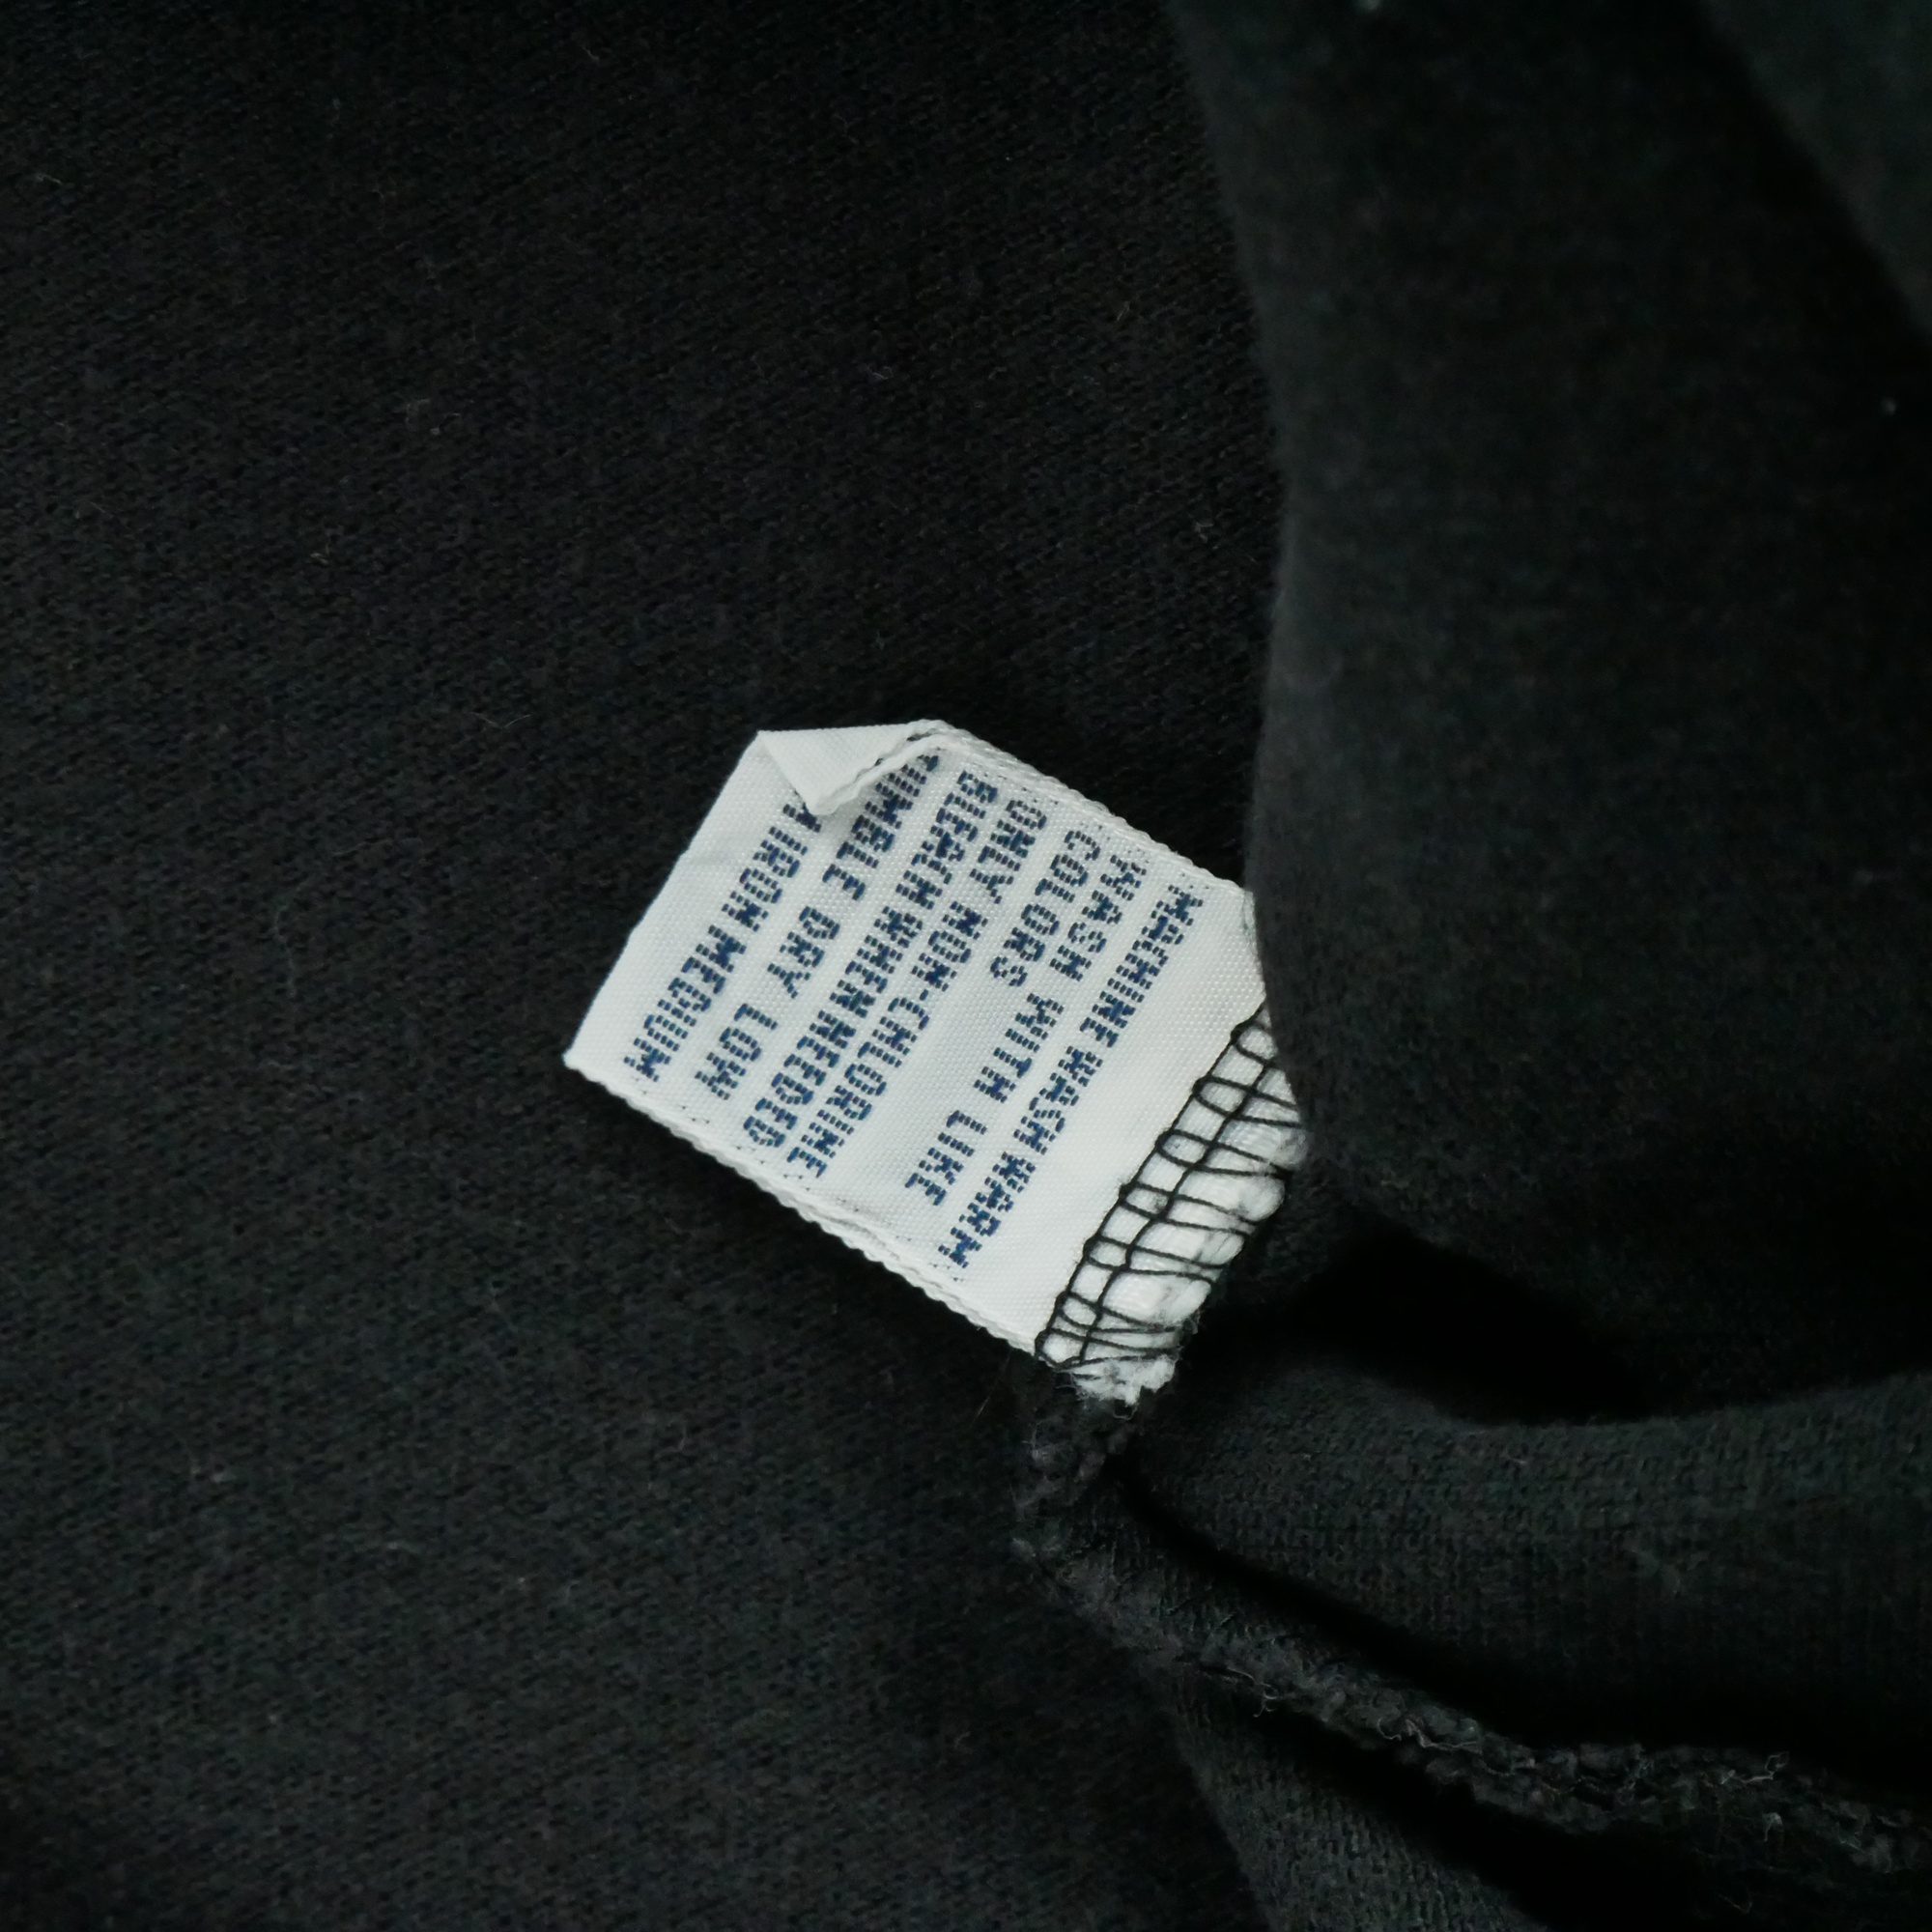 MACHINE WASH WARM
WASH WITH LIKE
COLORS
ONLY NON-CHLORINE
BLEACH WHEN NEEDED
TUMBLE DRY LOW
IRON MEDIUM